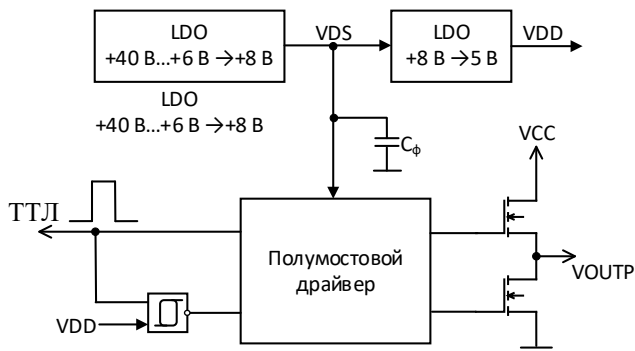 LDO
+40 В...+6 В →+8 В
VDS
LDO
+8 В→5 В
VDD
LDO
+40 В...+6 В →+8 В
Cф
VCC
ТТЛ
Полумостовой
драйвер
VOUTP
VDD